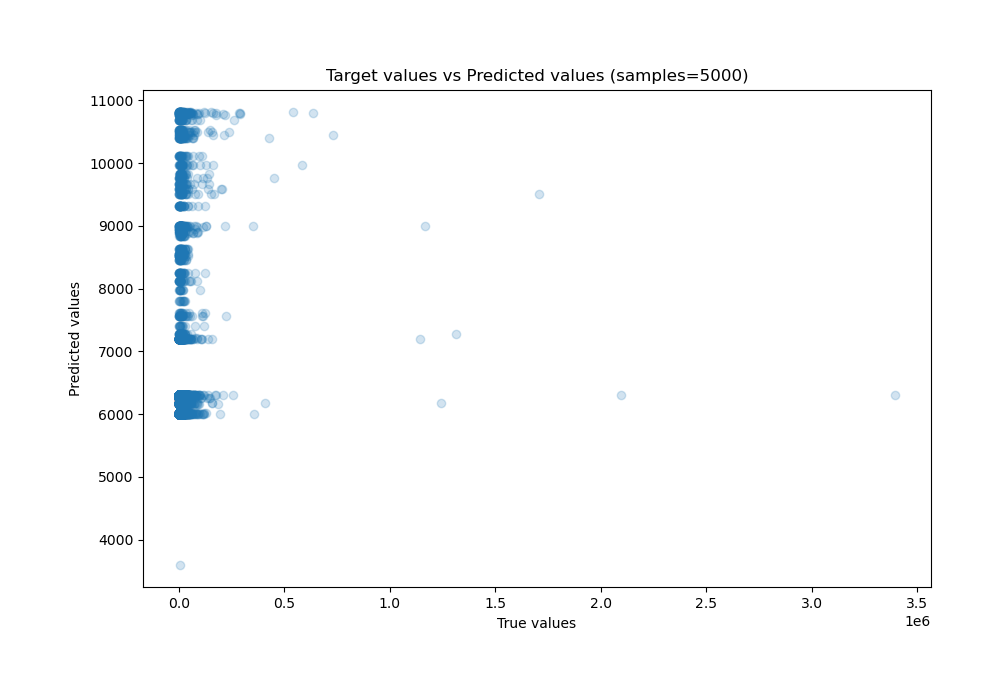 Target values vs Predicted values (samples=5000)
11000
10000
9000
8000
7000
6000
5000
4000
Predicted values
0.0 0.5 1.0 1.5 2.0 2.5 3.0 3.5
1e6
True values